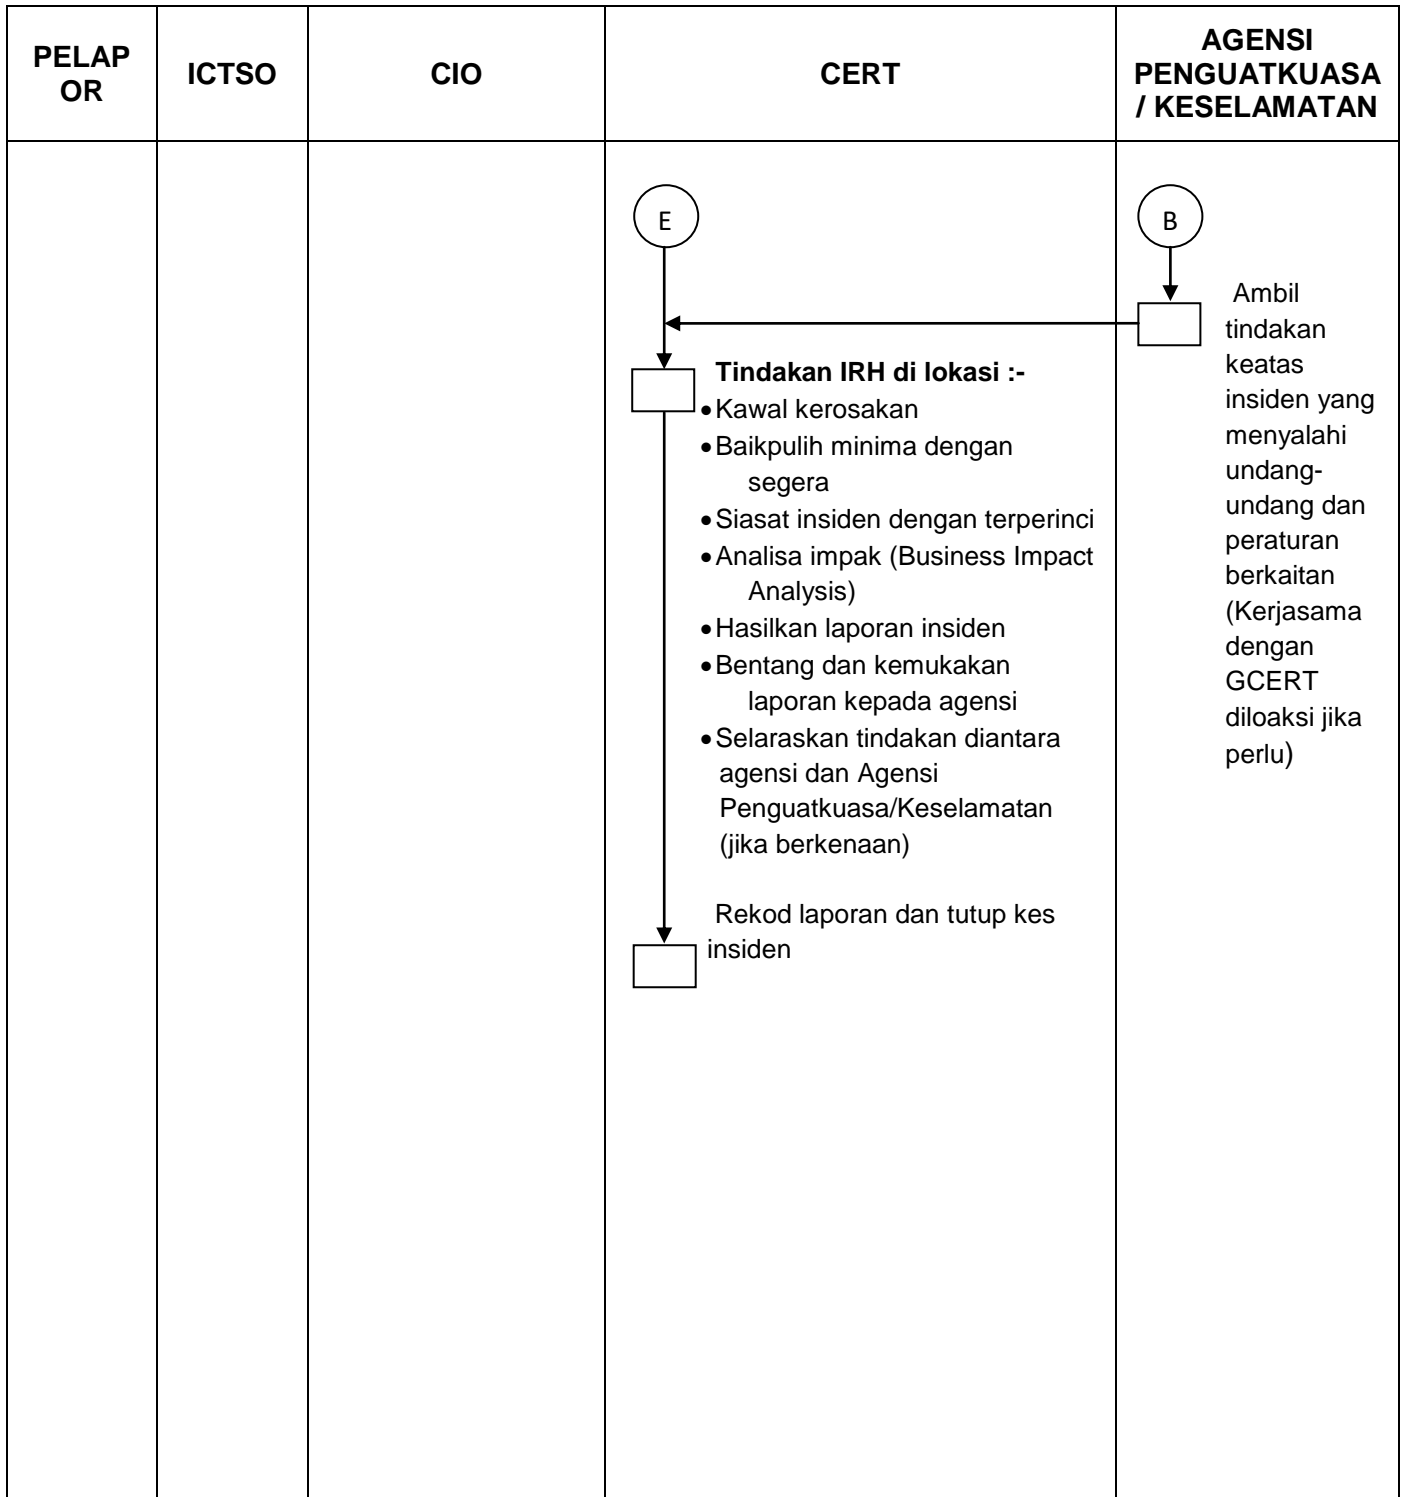 PELAP
OR
ICTSO
CIO
CERT
AGENSI
PENGUATKUASA
/ KESELAMATAN
E
Tindakan IRH di lokasi :-
•Kawal kerosakan
•Baikpulih minima dengan
segera
•Siasat insiden dengan terperinci
•Analisa impak (Business Impact
Analysis)
•Hasilkan laporan insiden
•Bentang dan kemukakan
laporan kepada agensi
•Selaraskan tindakan diantara
agensi dan Agensi
Penguatkuasa/Keselamatan
(jika berkenaan)
Rekod laporan dan tutup kes
insiden
B
Ambil
tindakan
keatas
insiden yang
menyalahi
undang-
undang dan
peraturan
berkaitan
(Kerjasama
dengan
GCERT
diloaksi jika
perlu)